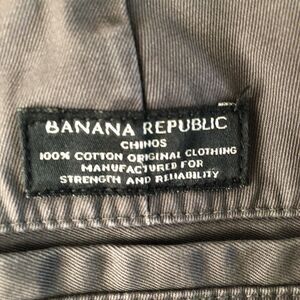 BANANA REPUBLIC
CHINOS
100% COTTON ORIGINAL CLOTHING
MANUFACTURED FOR
STRENGTH AND RELIABILITY